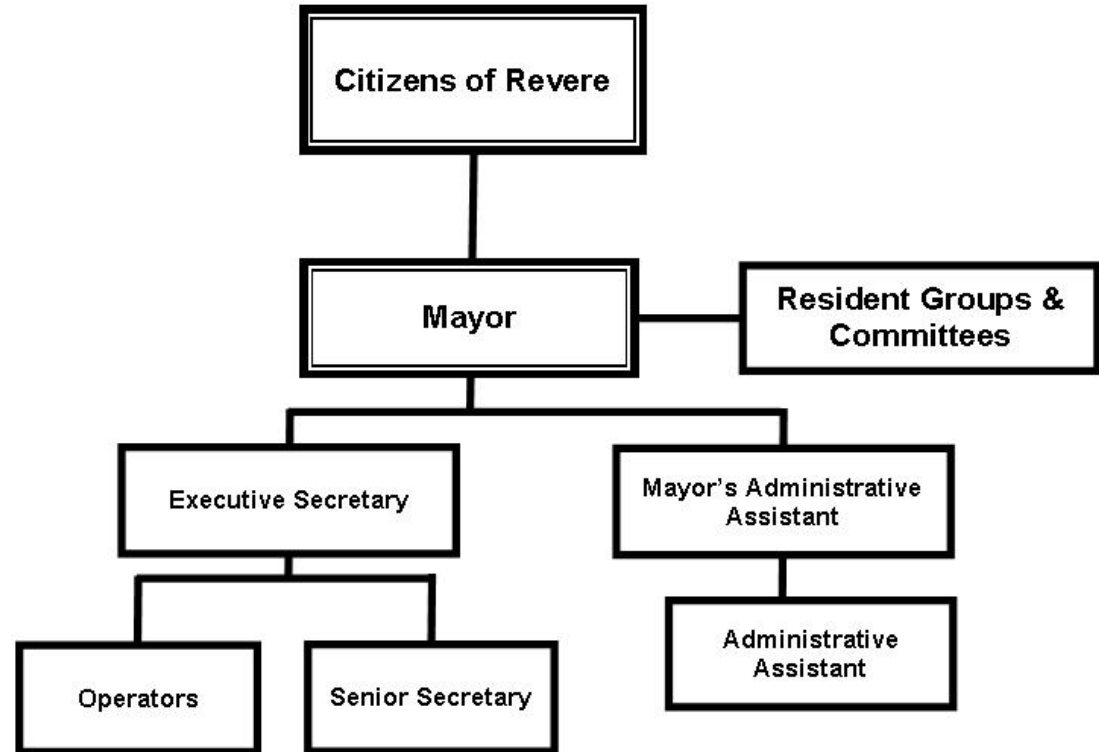 Citizens of Revere
Mayor
Resident Groups &
Committees
Executive Secretary
Mayor’s Administrative
Assistant
Operators
Senior Secretary
Administrative
Assistant